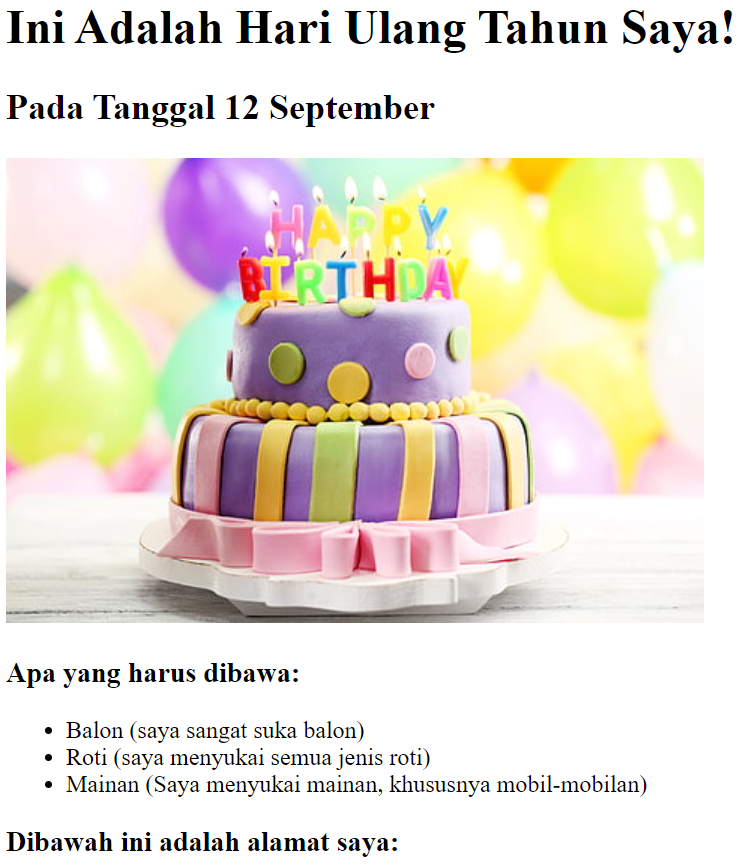 Ini Adalah Hari Ulang Tahun Saya!
Pada Tanggal 12 September
HAPPY
BIRTHDAY
Apa yang harus dibawa:
Balon (saya sangat suka balon)
Roti (saya menyukai semua jenis roti)
Mainan (Saya menyukai mainan, khususnya mobil-mobilan)
Dibawah ini adalah alamat saya: